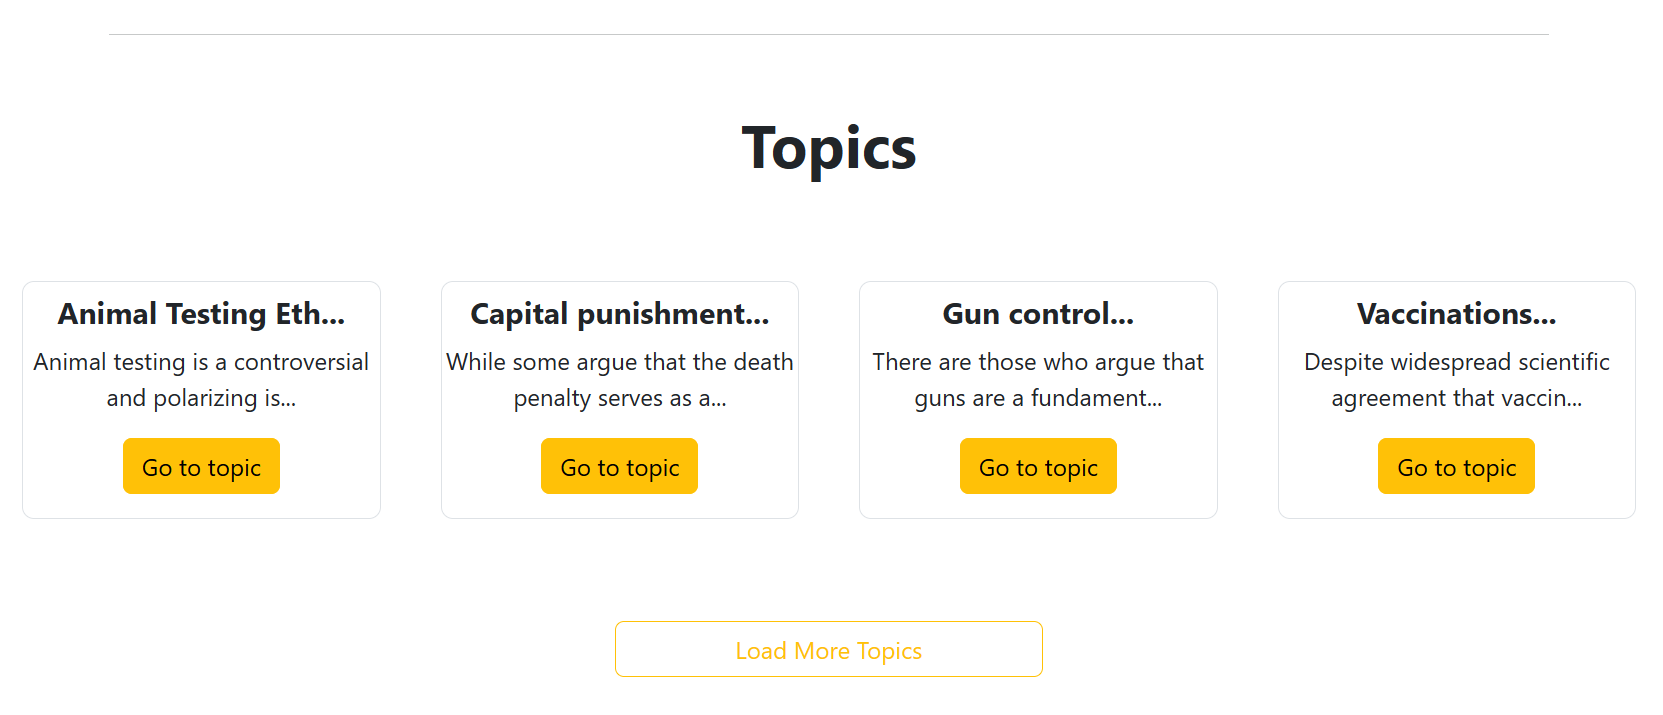 Topics
Animal Testing Eth...
Animal testing is a controversial
and polarizing is...
Go to topic
Capital punishment...
While some argue that the death
penalty serves as a...
Go to topic
Gun control...
There are those who argue that
guns are a fundament...
Go to topic
Vaccinations...
Despite widespread scientific
agreement that vaccin...
Go to topic
Load More Topics